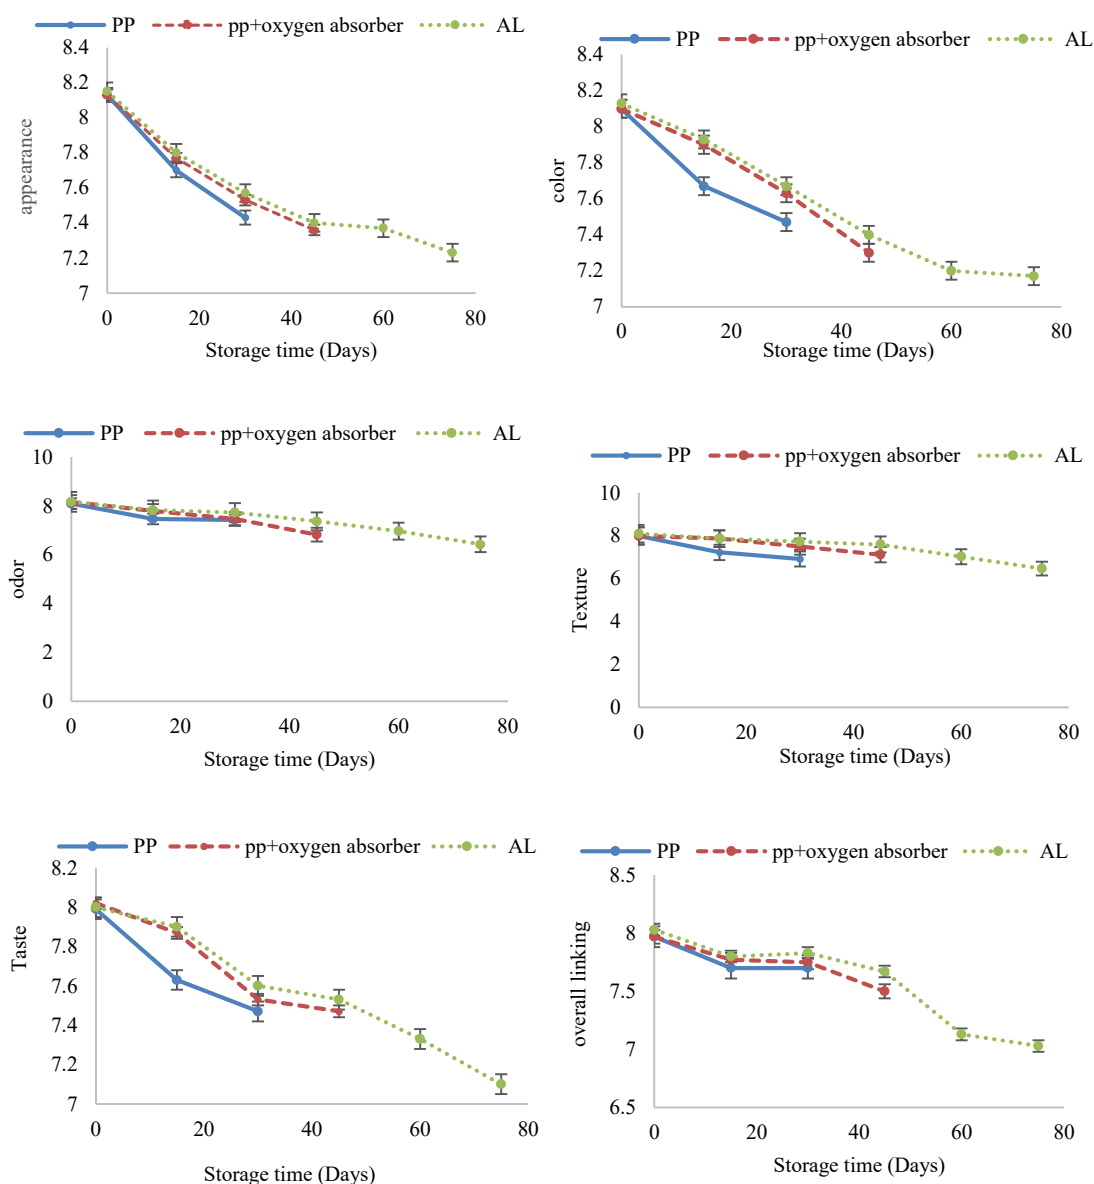 PP pp+oxygen absorber AL
8.4
8.2
8
7.8
7.6
7.4
7.2
7
appearance
0 20 40 60 80
Storage time (Days)
PP pp+oxygen absorber AL
8.4
8.2
8
7.8
7.6
7.4
7.2
7
color
0 20 40 60 80
Storage time (Days)
PP pp+oxygen absorber AL
10
8
6
4
2
0
odor
0 20 40 60 80
Storage time (Days)
PP pp+oxygen absorber AL
10
8
6
4
2
0
Texture
0 20 40 60 80
Storage time (Days)
PP pp+oxygen absorber AL
8.2
8
7.8
7.6
7.4
7.2
7
Taste
0 20 40 60 80
Storage time (Days)
PP pp+oxygen absorber AL
8.5
8
7.5
7
6.5
overall linking
0 20 40 60 80
Storage time (Days)